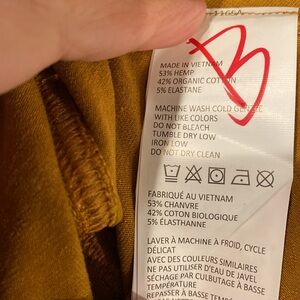 B
MADE IN VIETNAM
53% HEMP
42% ORGANIC COTTON
5% ELASTANE
MACHINE WASH COLD GENTLE
WITH LIKE COLORS
DO NOT BLEACH
TUMBLE DRY LOW
IRON LOW
DO NOT DRY CLEAN
FABRIQUÉ AU VIETNAM
53% CHANVRE
42% COTON BIOLOGIQUE
5% ÉLASTHANNE
LAVER À MACHINE À FROID, CYCLE
DÉLICAT
AVEC DES COULEURS SIMILAIRES
NE PAS UTILISER D'EAU DE JAVEL
SÉCHAGE PAR CULBUTAGE À BASSE
TEMPÉRATURE
REPASSER À BASSE